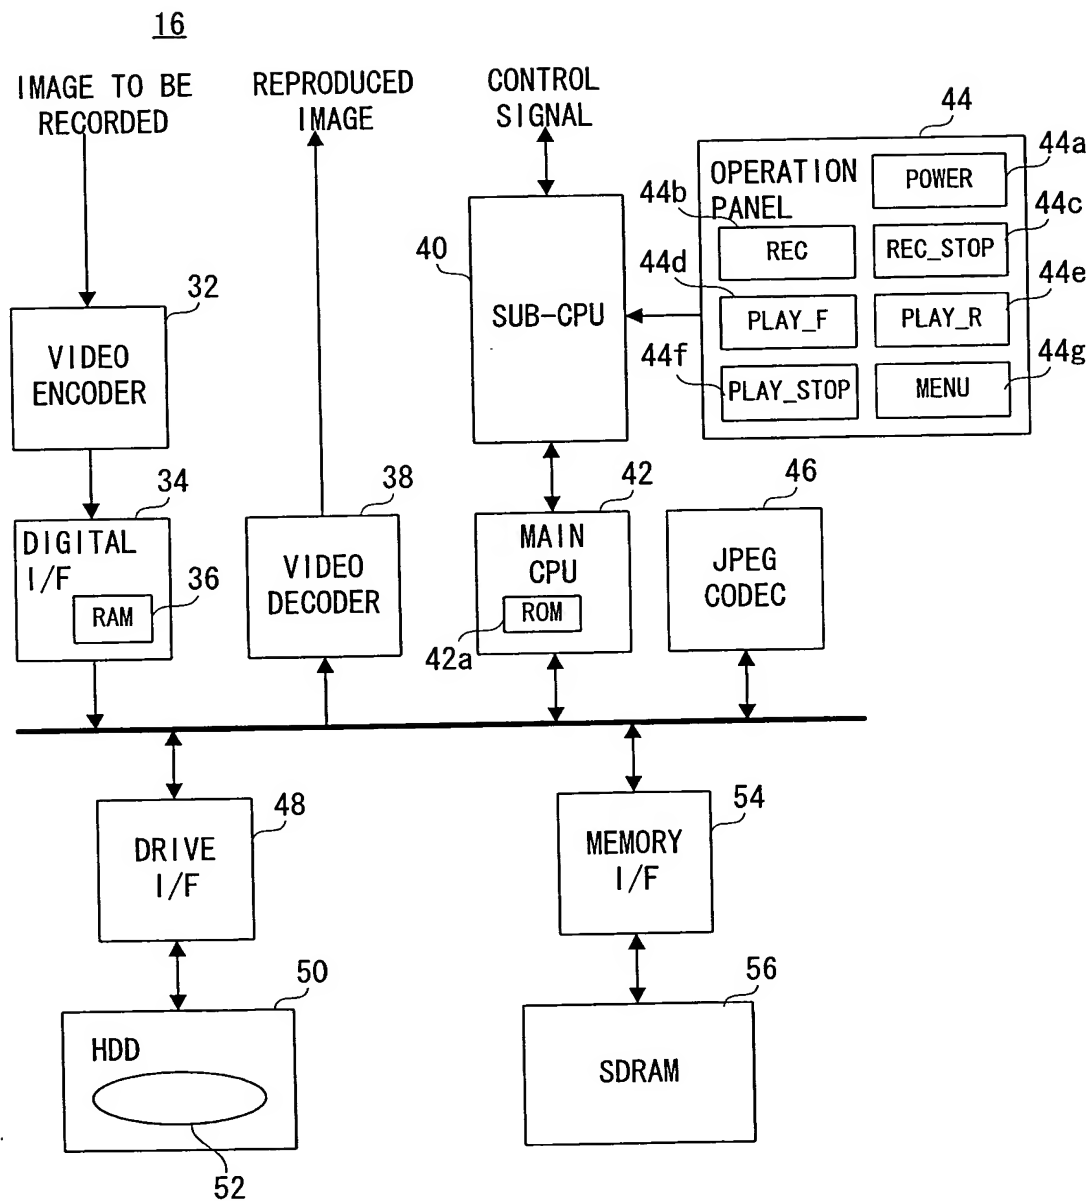 16
IMAGE TO BE
RECORDED
REPRODUCED
IMAGE
CONTROL
SIGNAL
44
44a
OPERATION
PANEL
POWER
44b
44c
REC
REC_STOP
40
SUB-CPU
44d
44e
PLAY_F
PLAY_R
44f
44g
PLAY_STOP
MENU
32
VIDEO
ENCODER
34
DIGITAL
I/F
36
RAM
38
VIDEO
DECODER
42
MAIN
CPU
ROM
42a
46
JPEG
CODEC
48
DRIVE
I/F
54
MEMORY
I/F
50
HDD
52
56
SDRAM